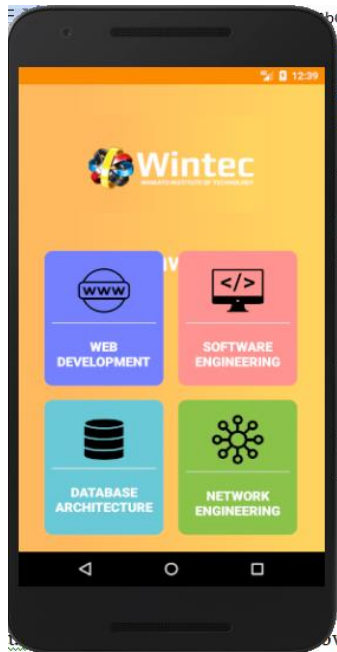 12:39
Wintec
WAIKATO INSTITUTE OF TECHNOLOGY
www
</>
WEB
DEVELOPMENT
SOFTWARE
ENGINEERING
DATABASE
ARCHITECTURE
NETWORK
ENGINEERING